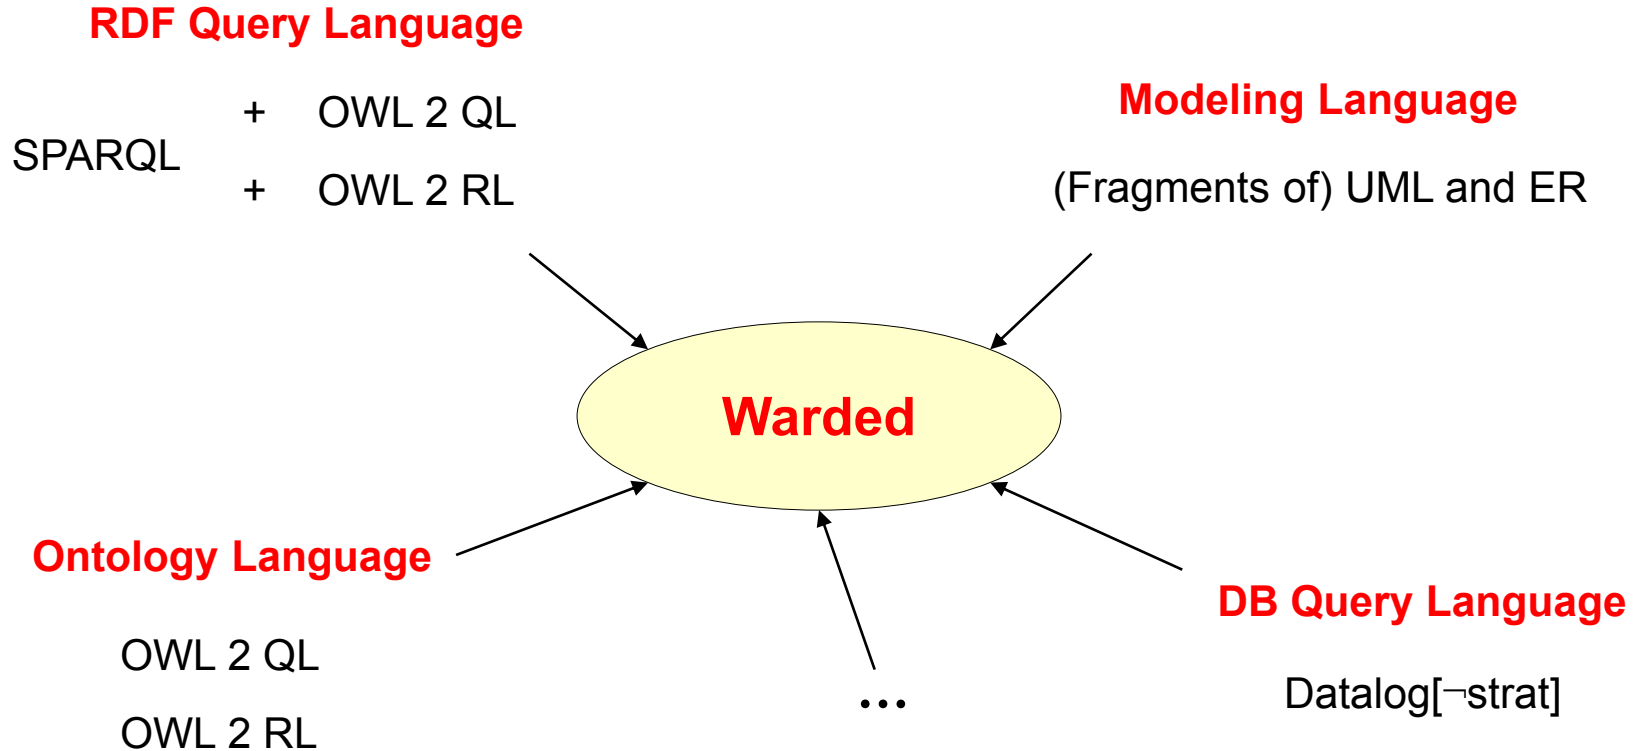 RDF Query Language
SPARQL
+ OWL 2 QL
+ OWL 2 RL
Modeling Language
(Fragments of) UML and ER
Warded
Ontology Language
OWL 2 QL
OWL 2 RL
...
DB Query Language
Datalog[¬strat]